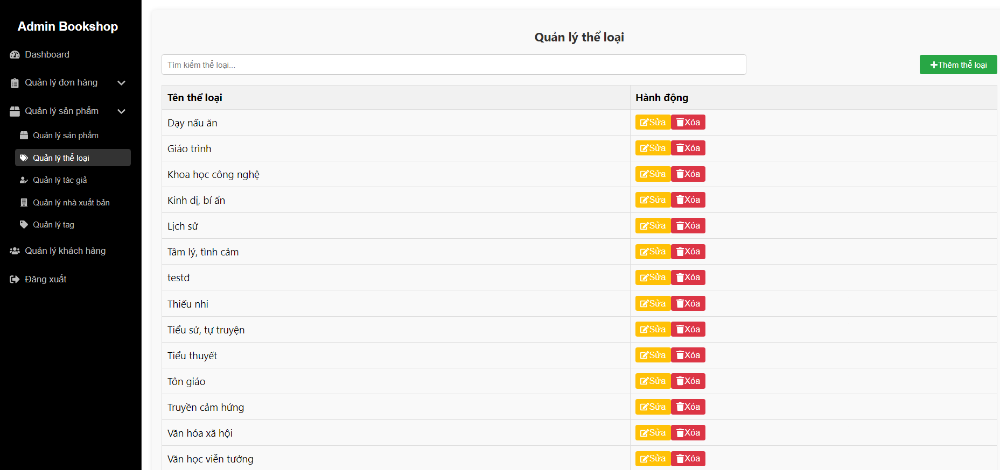 Admin Bookshop
Dashboard
Quản lý đơn hàng
Quản lý sản phẩm
Quản lý sản phẩm
Quản lý thể loại
Quản lý tác giả
Quản lý nhà xuất bản
Quản lý tag
Quản lý khách hàng
Đăng xuất
Quản lý thể loại
Tìm kiếm thể loại...
Thêm thể loại
Tên thể loại Hành động
Dạy nấu ăn Sửa Xóa
Giáo trình Sửa Xóa
Khoa học công nghệ Sửa Xóa
Kinh dị, bí ẩn Sửa Xóa
Lịch sử Sửa Xóa
Tâm lý, tình cảm Sửa Xóa
testđ Sửa Xóa
Thiếu nhi Sửa Xóa
Tiểu sử, tự truyện Sửa Xóa
Tiểu thuyết Sửa Xóa
Tôn giáo Sửa Xóa
Truyền cảm hứng Sửa Xóa
Văn hóa xã hội Sửa Xóa
Văn học viễn tưởng Sửa Xóa